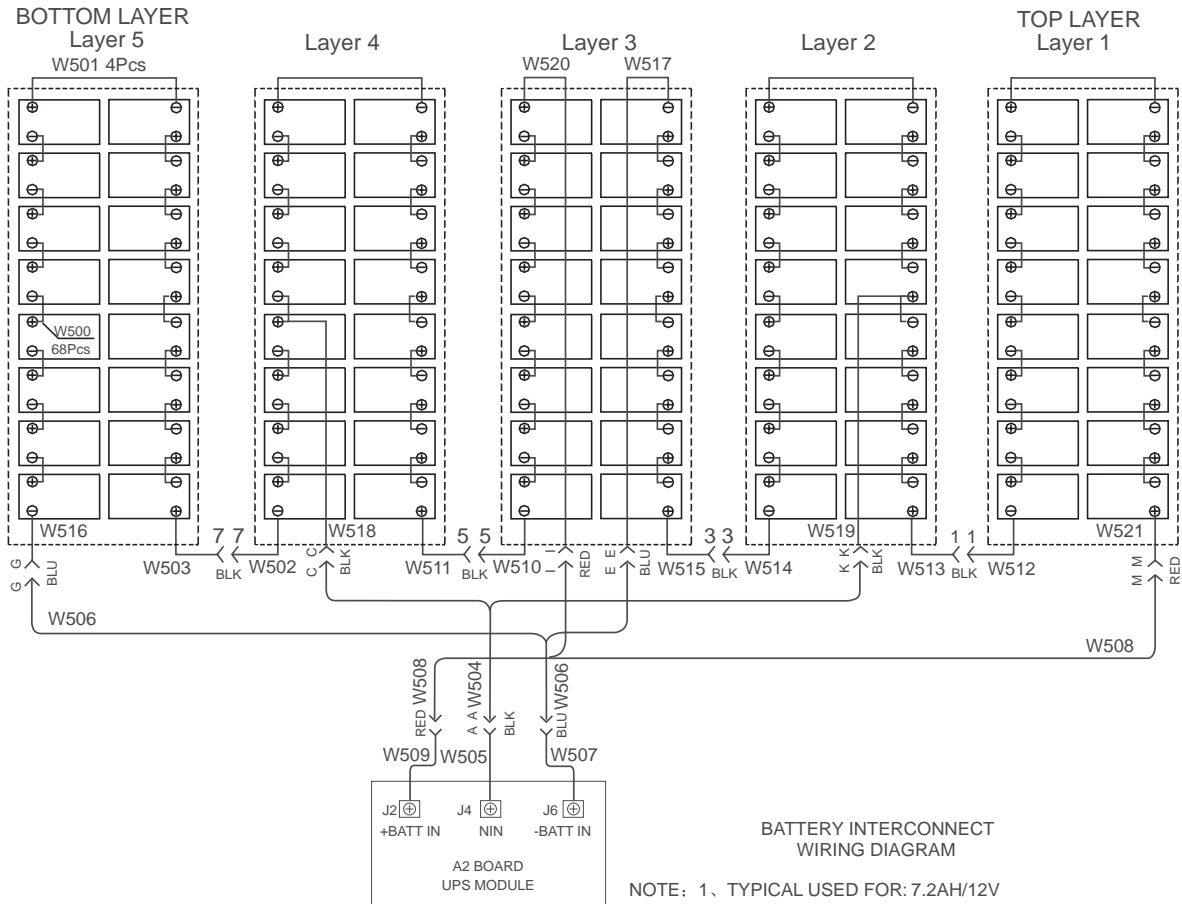 BOTTOM LAYER
Layer 5
Layer 4
Layer 3
Layer 2
TOP LAYER
Layer 1
W501 4Pcs
W520
W517
W500
68Pcs
W516
W518
W519
W521
7 7
5 5
3 3
1 1
W503
BLK
W502
W511
BLK
W510
W515
BLK
W514
W513
BLK
W512
G G
BLU
C C
BLK
I I
RED
E E
BLU
K K
BLK
M M
RED
W506
W508
RED
W508
A A
W504
BLK
BLU
W506
W509
W505
W507
J2
J4
J6
+BATT IN
NIN
-BATT IN
A2 BOARD
UPS MODULE
BATTERY INTERCONNECT
WIRING DIAGRAM
NOTE: 1、TYPICAL USED FOR: 7.2AH/12V